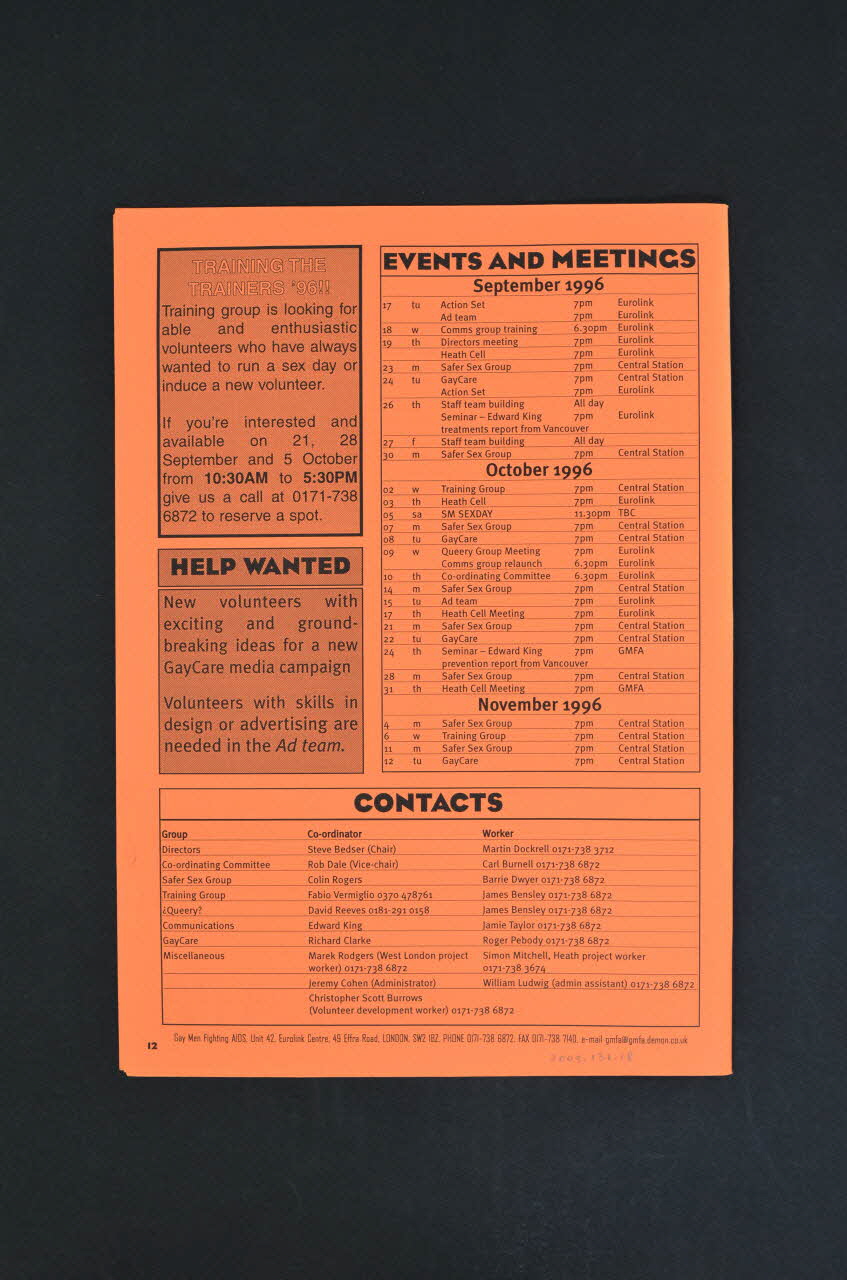 TRAINING THE
TRAINERS '96!!
Training group is looking for
able and enthusiastic
volunteers who have always
wanted to run a sex day or
induce a new volunteer.
If you're interested and
available on 21, 28
September and 5 October
from 10:30AM to 5:30PM
give us a call at 0171-738
6872 to reserve a spot.
HELP WANTED
New volunteers with
exciting and ground-
breaking ideas for a new
GayCare media campaign
Volunteers with skills in
design or advertising are
needed in the Ad team.
EVENTS AND MEETINGS
September 1996
17 tu Action Set 7pm Eurolink
Ad team 7pm Eurolink
18 w Comms group training 6.30pm Eurolink
19 th Directors meeting 7pm Eurolink
Heath Cell 7pm Eurolink
23 m Safer Sex Group 7pm Central Station
24 tu GayCare 7pm Central Station
Action Set 7pm Eurolink
26 th Staff team building All day
Seminar – Edward King 7pm Eurolink
treatments report from Vancouver
27 f Staff team building All day
30 m Safer Sex Group 7pm Central Station
October 1996
02 w Training Group 7pm Central Station
03 th Heath Cell 7pm Eurolink
05 sa SM SEXDAY 11.30pm TBC
07 m Safer Sex Group 7pm Central Station
08 tu GayCare 7pm Central Station
09 w Queery Group Meeting 7pm Eurolink
Comms group relaunch 6.30pm Eurolink
10 th Co-ordinating Committee 6.30pm Eurolink
14 m Safer Sex Group 7pm Central Station
15 tu Ad team 7pm Eurolink
17 th Heath Cell Meeting 7pm Eurolink
21 m Safer Sex Group 7pm Central Station
22 tu GayCare 7pm Central Station
24 th Seminar – Edward King 7pm GMFA
prevention report from Vancouver
28 m Safer Sex Group 7pm Central Station
31 th Heath Cell Meeting 7pm GMFA
November 1996
4 m Safer Sex Group 7pm Central Station
6 w Training Group 7pm Central Station
11 m Safer Sex Group 7pm Central Station
12 tu GayCare 7pm Central Station
CONTACTS
Group Co-ordinator Worker
Directors Steve Bedser (Chair) Martin Dockrell 0171-738 3712
Co-ordinating Committee Rob Dale (Vice-chair) Carl Burnell 0171-738 6872
Safer Sex Group Colin Rogers Barrie Dwyer 0171-738 6872
Training Group Fabio Vermiglio 0370 478761 James Bensley 0171-738 6872
¿Queery? David Reeves 0181-291 0158 James Bensley 0171-738 6872
Communications Edward King Jamie Taylor 0171-738 6872
GayCare Richard Clarke Roger Pebody 0171-738 6872
Miscellaneous Marek Rodgers (West London project Simon Mitchell, Heath project worker
worker) 0171-738 6872 0171-738 3674
Jeremy Cohen (Administrator) William Ludwig (admin assistant) 0171-738 6872
Christopher Scott Burrows
(Volunteer development worker) 0171-738 6872
12 Gay Men Fighting AIDS, Unit 42, Eurolink Centre, 49 Effra Road, LONDON, SW2 1BZ. PHONE 0171-738 6872. FAX 0171-738 7140. e-mail gmfa@gmfa.demon.co.uk